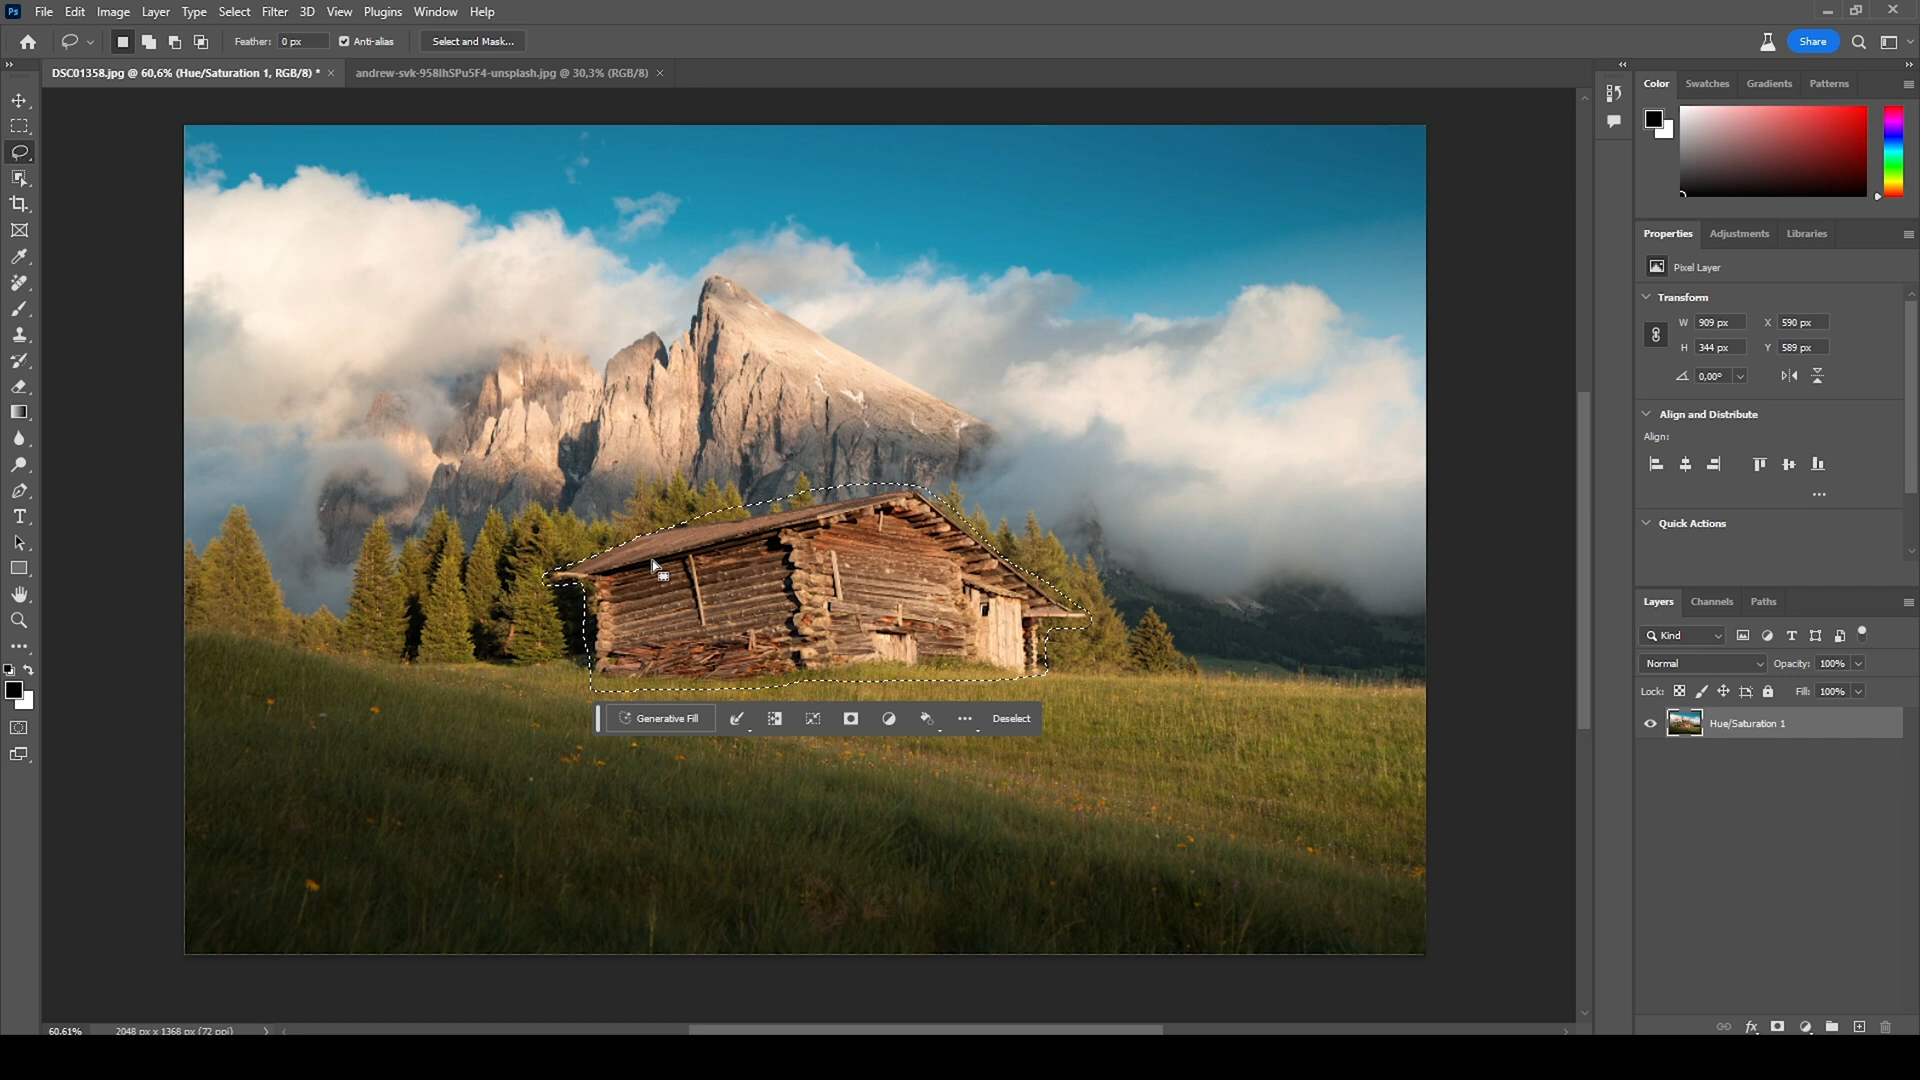 Ps File Edit Image Layer Type Select Filter 3D View Plugins Window Help
Feather: 0 px Anti-alias Select and Mask... Share
DSC01358.jpg @ 60,6% (Hue/Saturation 1, RGB/8) * × andrew-svk-958lhSPu5F4-unsplash.jpg @ 30,3% (RGB/8) ×
Color Swatches Gradients Patterns
Properties Adjustments Libraries
Pixel Layer
Transform
W 909 px X 590 px
H 344 px Y 589 px
0,00°
Align and Distribute
Align:
Quick Actions
Layers Channels Paths
Kind
Normal Opacity: 100%
Lock: Fill: 100%
Hue/Saturation 1
Generative Fill Deselect
60,61% 2048 px x 1368 px (72 ppi)